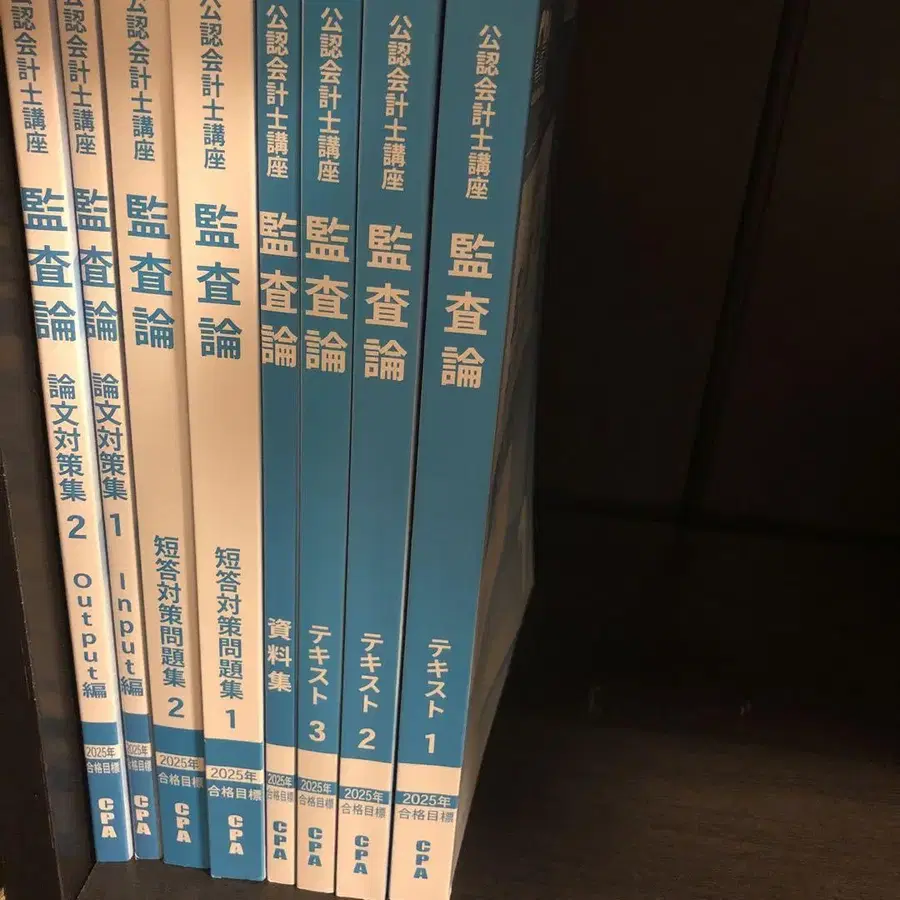 公認会計士講座
監査論
論文対策集 2
Output編
2025年
合格目標
CPA
公認会計士講座
監査論
論文対策集 1
Input編
2025年
合格目標
CPA
公認会計士講座
監査論
短答対策問題集 2
2025年
合格目標
CPA
公認会計士講座
監査論
短答対策問題集 1
2025年
合格目標
CPA
公認会計士講座
監査論
資料集
2025年
合格目標
CPA
公認会計士講座
監査論
テキスト 3
2025年
合格目標
CPA
公認会計士講座
監査論
テキスト 2
2025年
合格目標
CPA
公認会計士講座
監査論
テキスト 1
2025年
合格目標
CPA